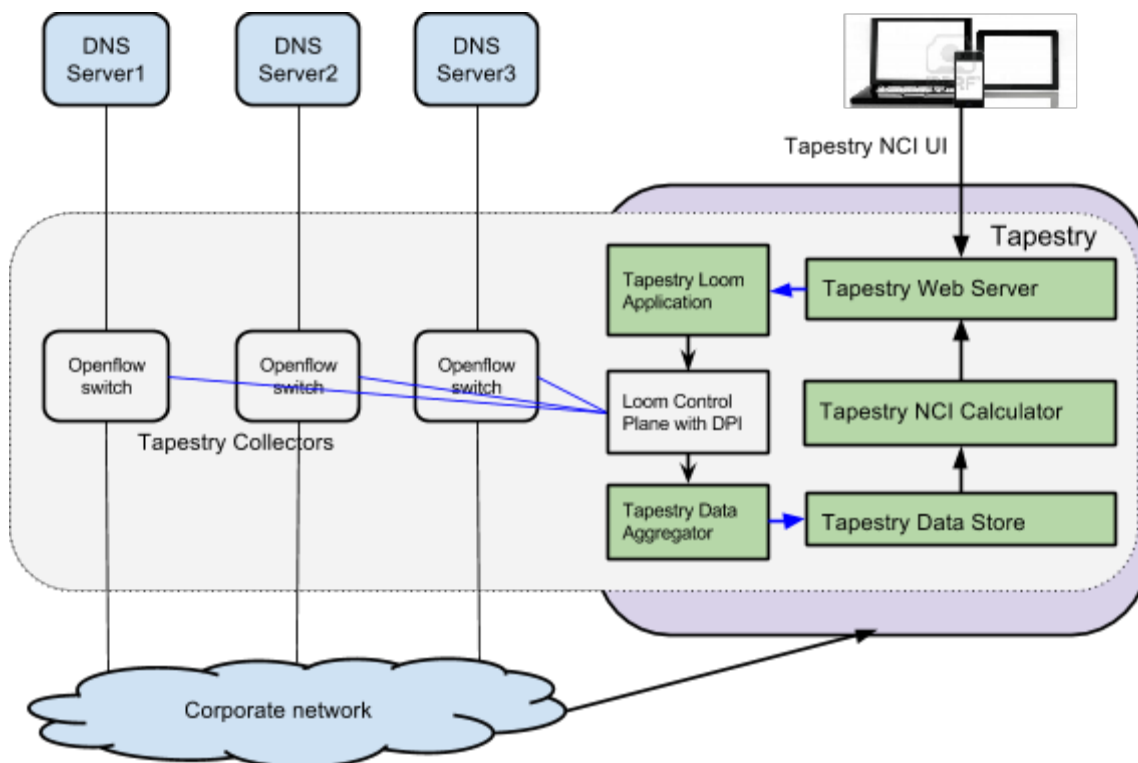 DNS
Server1
DNS
Server2
DNS
Server3
Tapestry NCI UI
Tapestry
Tapestry Loom
Application
Tapestry Web Server
Openflow
switch
Openflow
switch
Openflow
switch
Loom Control
Plane with DPI
Tapestry NCI Calculator
Tapestry Collectors
Tapestry Data
Aggregator
Tapestry Data Store
Corporate network